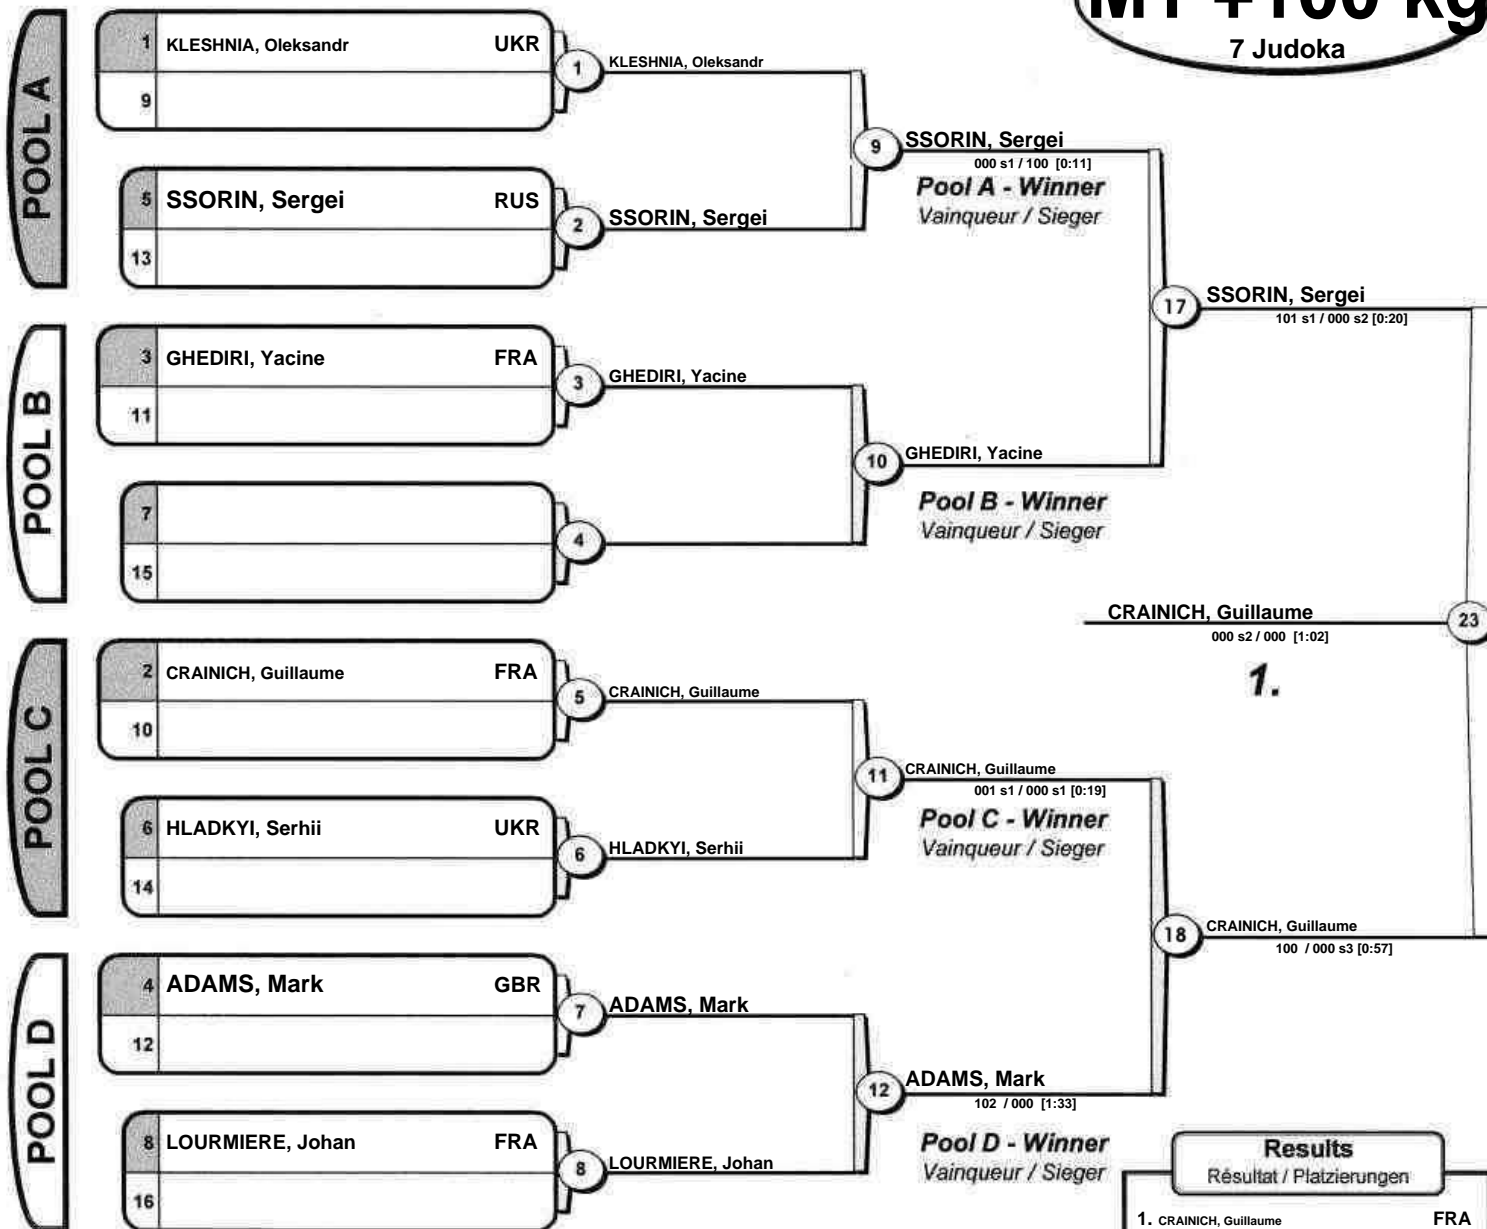 M1 +100 kg
7 Judoka
POOL A
1 KLESHNIA, Oleksandr UKR
9
5 SSORIN, Sergei RUS
13
1 KLESHNIA, Oleksandr
2 SSORIN, Sergei
9 SSORIN, Sergei
000 s1 / 100 [0:11]
Pool A - Winner
Vainqueur / Sieger
POOL B
3 GHEDIRI, Yacine FRA
11
7
15
3 GHEDIRI, Yacine
4
10 GHEDIRI, Yacine
Pool B - Winner
Vainqueur / Sieger
17 SSORIN, Sergei
101 s1 / 000 s2 [0:20]
CRAINICH, Guillaume 23
000 s2 / 000 [1:02]
1.
POOL C
2 CRAINICH, Guillaume FRA
10
6 HLADKYI, Serhii UKR
14
5 CRAINICH, Guillaume
6 HLADKYI, Serhii
11 CRAINICH, Guillaume
001 s1 / 000 s1 [0:19]
Pool C - Winner
Vainqueur / Sieger
POOL D
4 ADAMS, Mark GBR
12
8 LOURMIERE, Johan FRA
16
7 ADAMS, Mark
8 LOURMIERE, Johan
12 ADAMS, Mark
102 / 000 [1:33]
Pool D - Winner
Vainqueur / Sieger
18 CRAINICH, Guillaume
100 / 000 s3 [0:57]
Results
Résultat / Platzierungen
1. CRAINICH, Guillaume FRA